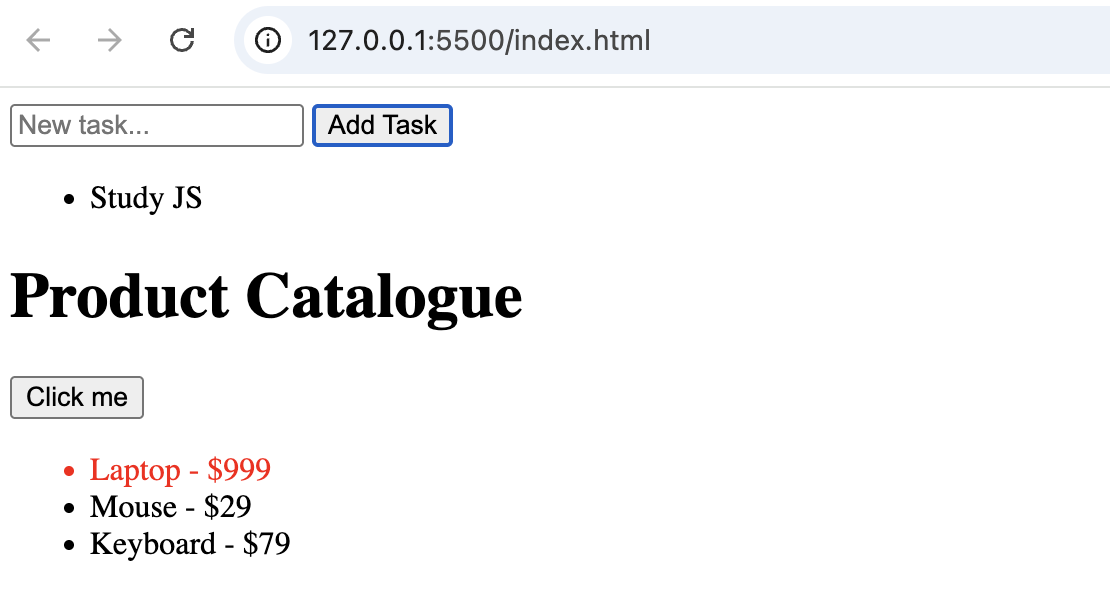 127.0.0.1:5500/index.html
New task... Add Task
Study JS
Product Catalogue
Click me
Laptop - $999
Mouse - $29
Keyboard - $79